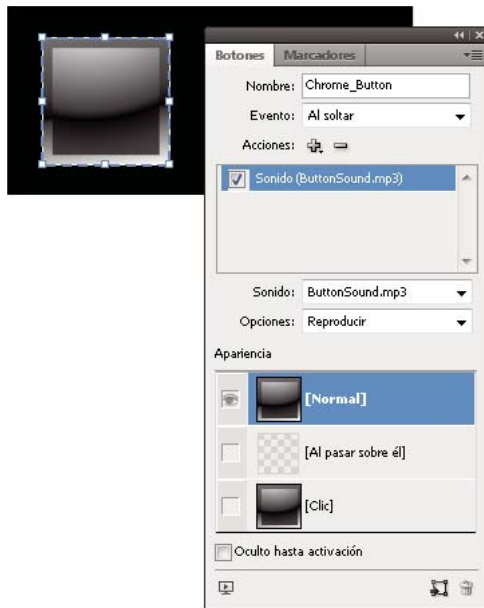 Botones Marcadores
Nombre: Chrome_Button
Evento: Al soltar
Acciones:
Sonido (ButtonSound.mp3)
Sonido: ButtonSound.mp3
Opciones: Reproducir
Apariencia
[Normal]
[Al pasar sobre él]
[Clic]
Oculto hasta activación